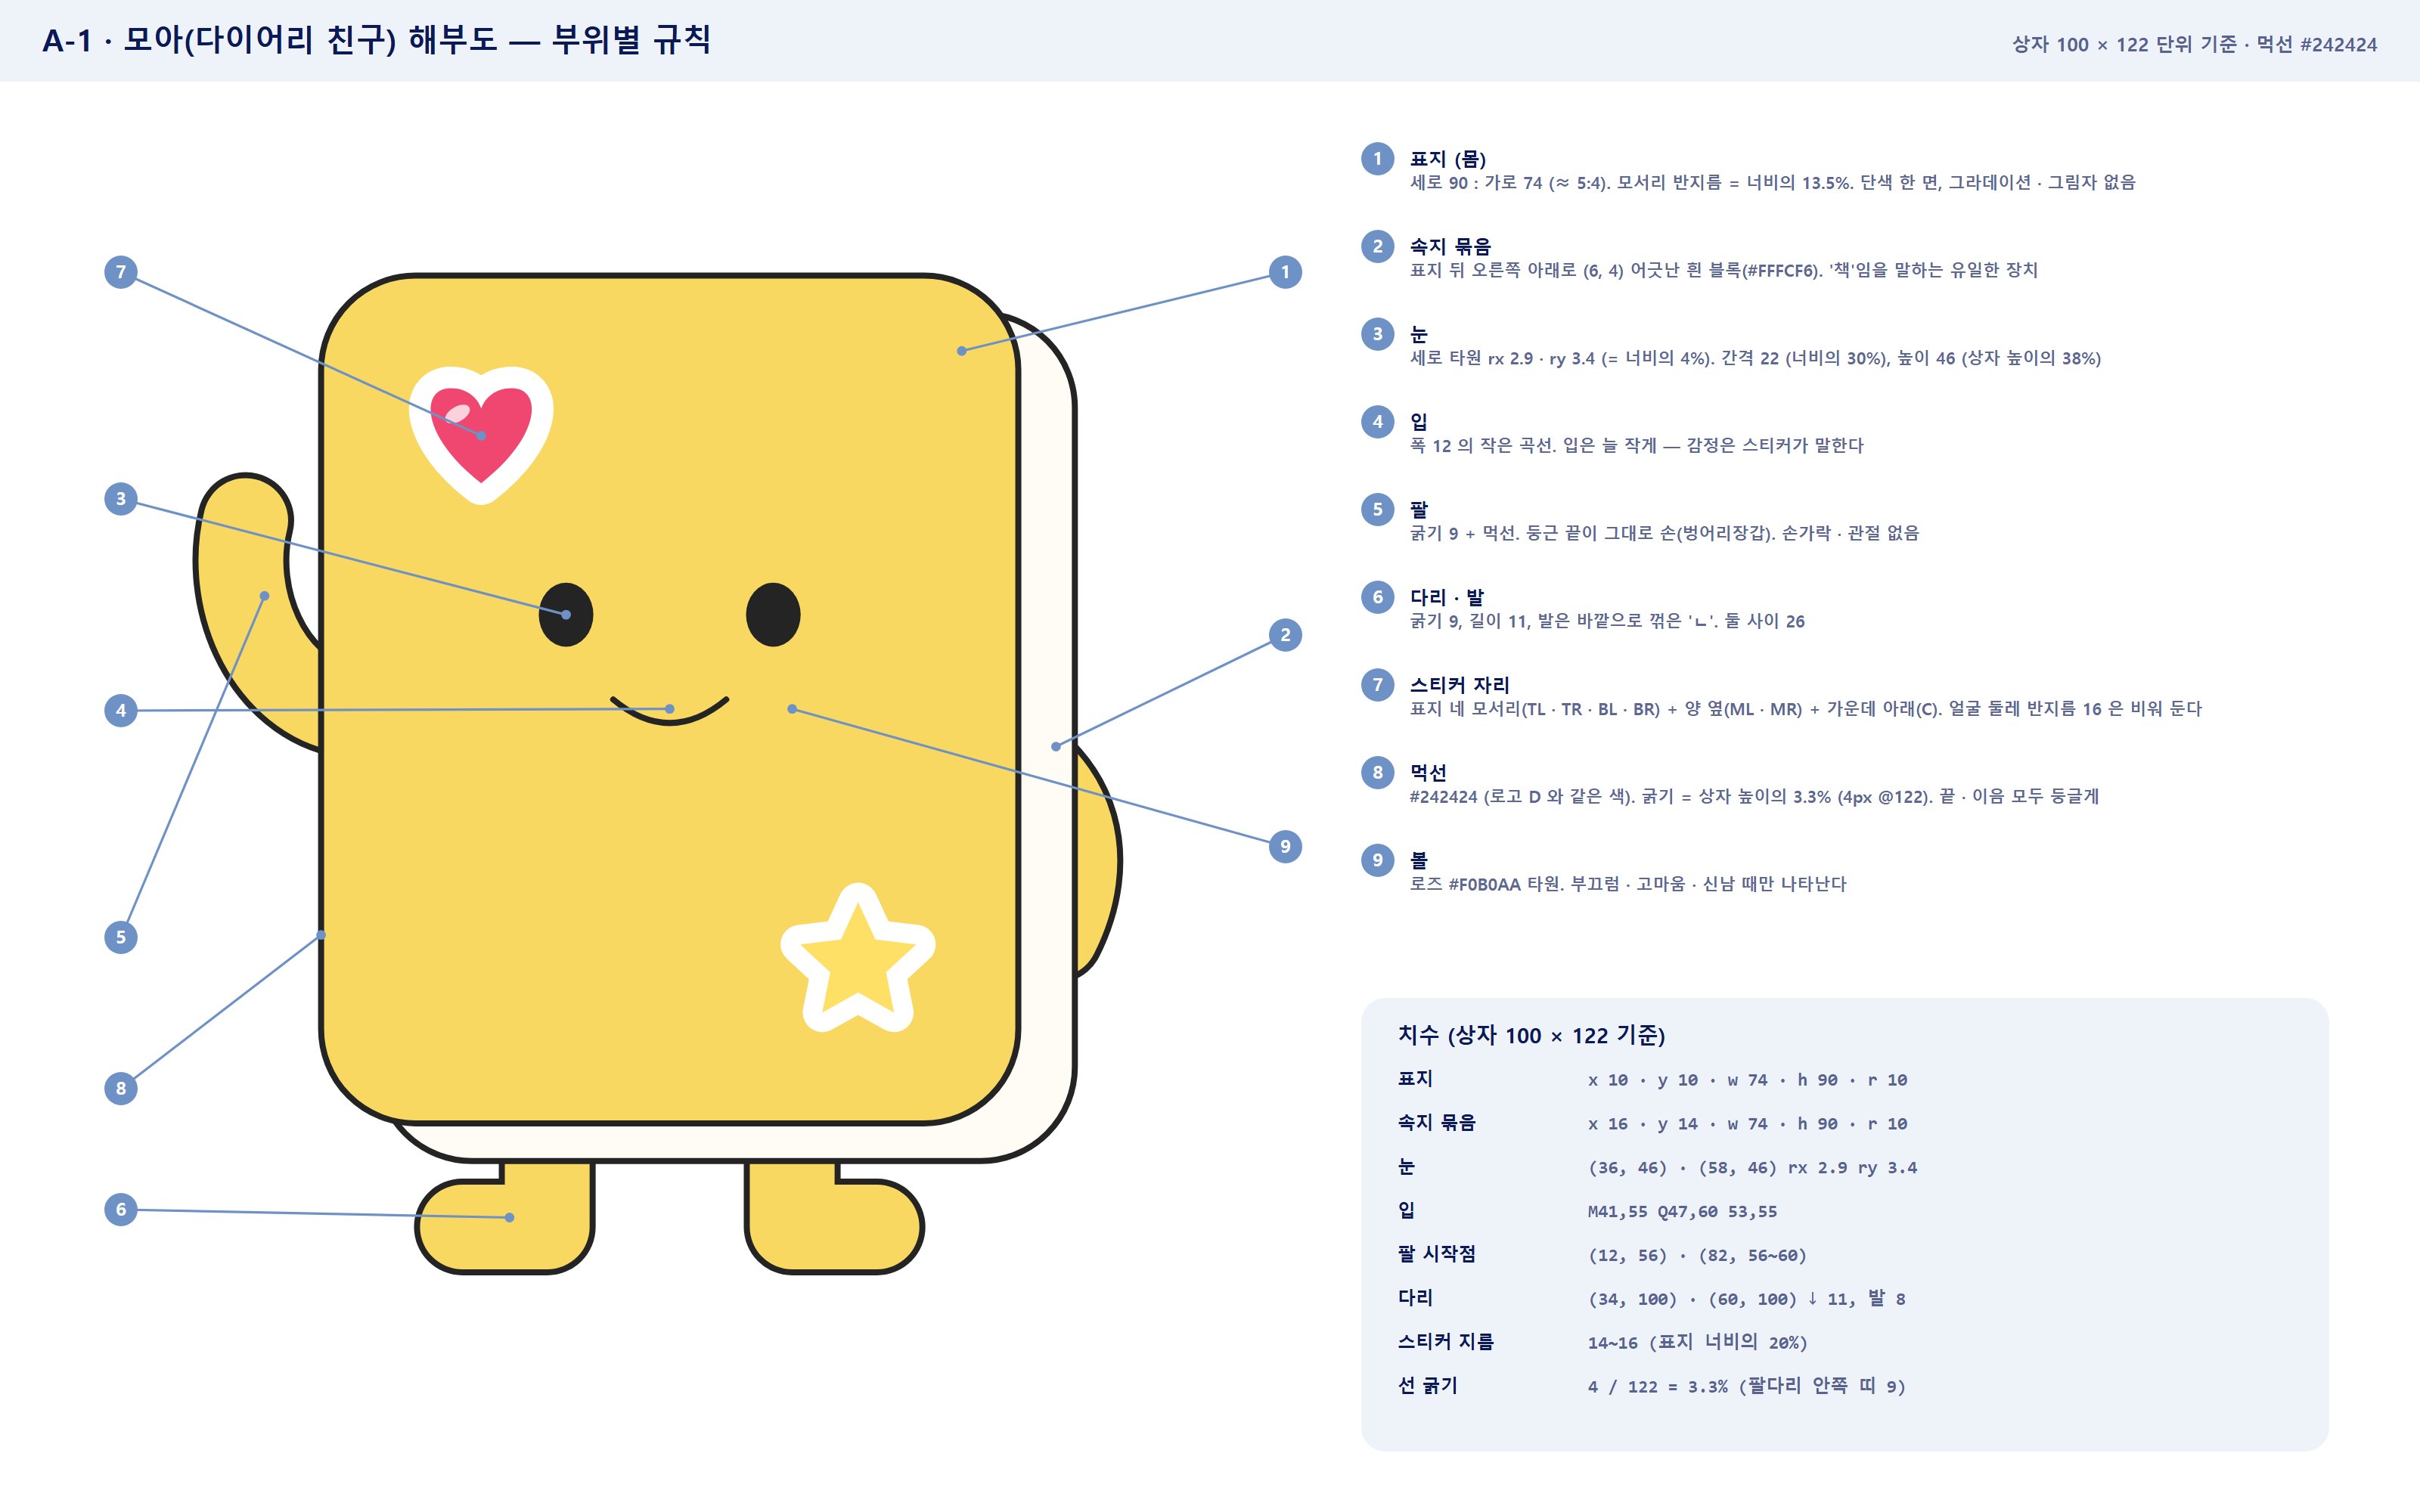 A-1 · 모아(다이어리 친구) 해부도 — 부위별 규칙
상자 100 × 122 단위 기준 · 먹선 #242424
7
3
4
5
8
6
1
2
9
1 표지 (몸)
세로 90 : 가로 74 (≈ 5:4). 모서리 반지름 = 너비의 13.5%. 단색 한 면, 그라데이션 · 그림자 없음
2 속지 묶음
표지 뒤 오른쪽 아래로 (6, 4) 어긋난 흰 블록(#FFFCF6). '책'임을 말하는 유일한 장치
3 눈
세로 타원 rx 2.9 · ry 3.4 (= 너비의 4%). 간격 22 (너비의 30%), 높이 46 (상자 높이의 38%)
4 입
폭 12 의 작은 곡선. 입은 늘 작게 — 감정은 스티커가 말한다
5 팔
굵기 9 + 먹선. 둥근 끝이 그대로 손(벙어리장갑). 손가락 · 관절 없음
6 다리 · 발
굵기 9, 길이 11, 발은 바깥으로 꺾은 'ㄴ'. 둘 사이 26
7 스티커 자리
표지 네 모서리(TL · TR · BL · BR) + 양 옆(ML · MR) + 가운데 아래(C). 얼굴 둘레 반지름 16 은 비워 둔다
8 먹선
#242424 (로고 D 와 같은 색). 굵기 = 상자 높이의 3.3% (4px @122). 끝 · 이음 모두 둥글게
9 볼
로즈 #F0B0AA 타원. 부끄럼 · 고마움 · 신남 때만 나타난다
치수 (상자 100 × 122 기준)
표지 x 10 · y 10 · w 74 · h 90 · r 10
속지 묶음 x 16 · y 14 · w 74 · h 90 · r 10
눈 (36, 46) · (58, 46) rx 2.9 ry 3.4
입 M41,55 Q47,60 53,55
팔 시작점 (12, 56) · (82, 56~60)
다리 (34, 100) · (60, 100) ↓ 11, 발 8
스티커 지름 14~16 (표지 너비의 20%)
선 굵기 4 / 122 = 3.3% (팔다리 안쪽 띠 9)